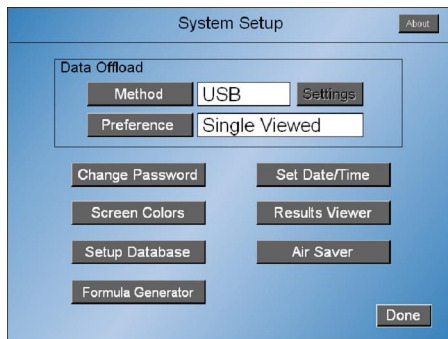 System Setup
About
Data Offload
Method USB Settings
Preference Single Viewed
Change Password Set Date/Time
Screen Colors Results Viewer
Setup Database Air Saver
Formula Generator
Done